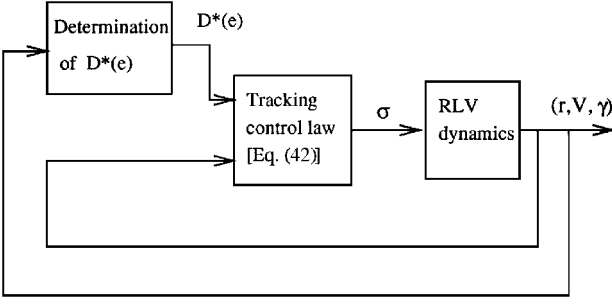 Determination
of D*(e)
D*(e)
Tracking
control law
[Eq. (42)]
σ
RLV
dynamics
(r,V, γ)